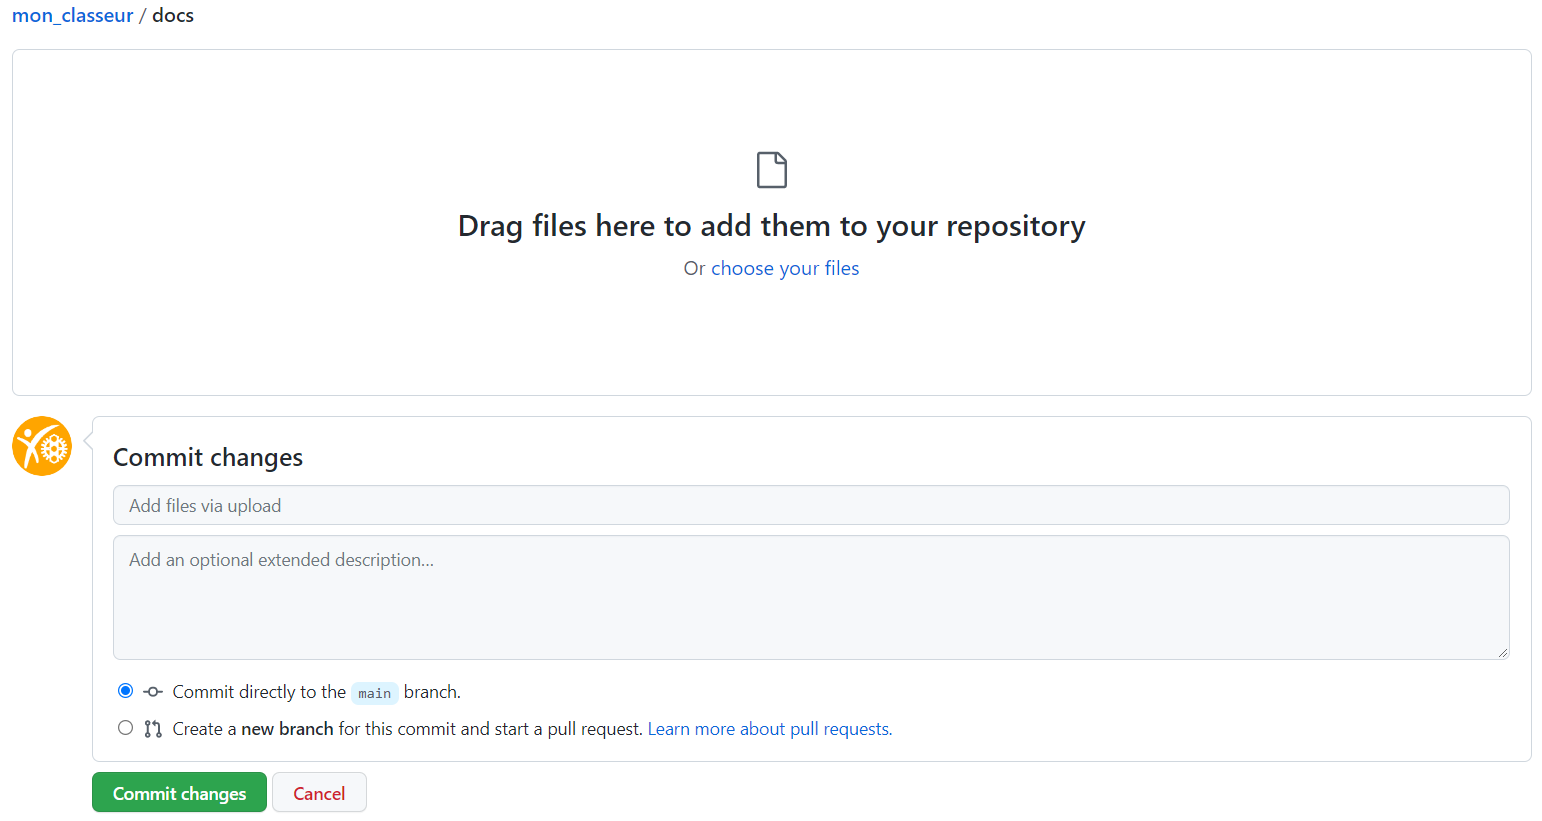 mon_classeur / docs
Drag files here to add them to your repository
Or choose your files
Commit changes
Add files via upload
Add an optional extended description...
Commit directly to the main branch.
Create a new branch for this commit and start a pull request. Learn more about pull requests.
Commit changes Cancel